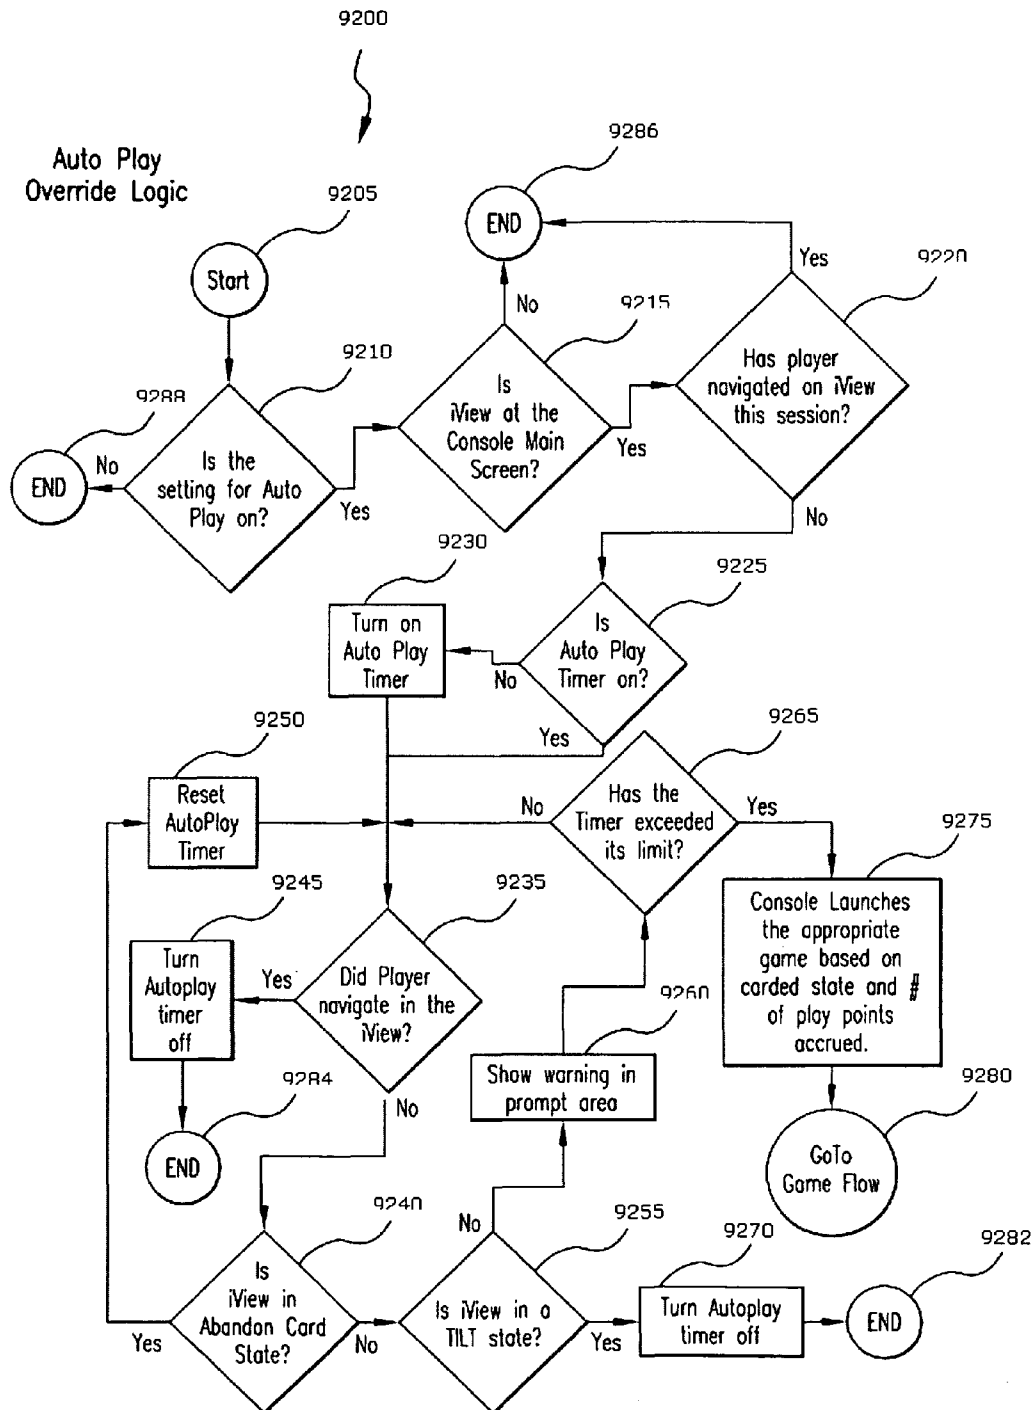 9200
Auto Play
Override Logic
9205
Start
9286
END
Yes
9220
No
9215
9210
9288
Is
iView at the
Console Main
Screen?
Has player
navigated on iView
this session?
END
No
Is the
setting for Auto
Play on?
Yes
Yes
No
9230
9225
Turn on
Auto Play
Timer
No
Is
Auto Play
Timer on?
Yes
9250
9265
Reset
AutoPlay
Timer
No
Has the
Timer exceeded
its limit?
Yes
9275
9245
9235
Turn
Autoplay
timer
off
Yes
Did Player
navigate in the
iView?
No
9260
Console Launches
the appropriate
game based on
carded state and #
of play points
accrued.
Show warning in
prompt area
9284
END
9280
GoTo
Game Flow
9240
No
9255
9270
9282
Is
iView in
Abandon Card
State?
Yes
No
Is iView in a
TILT state?
Yes
Turn Autoplay
timer off
END